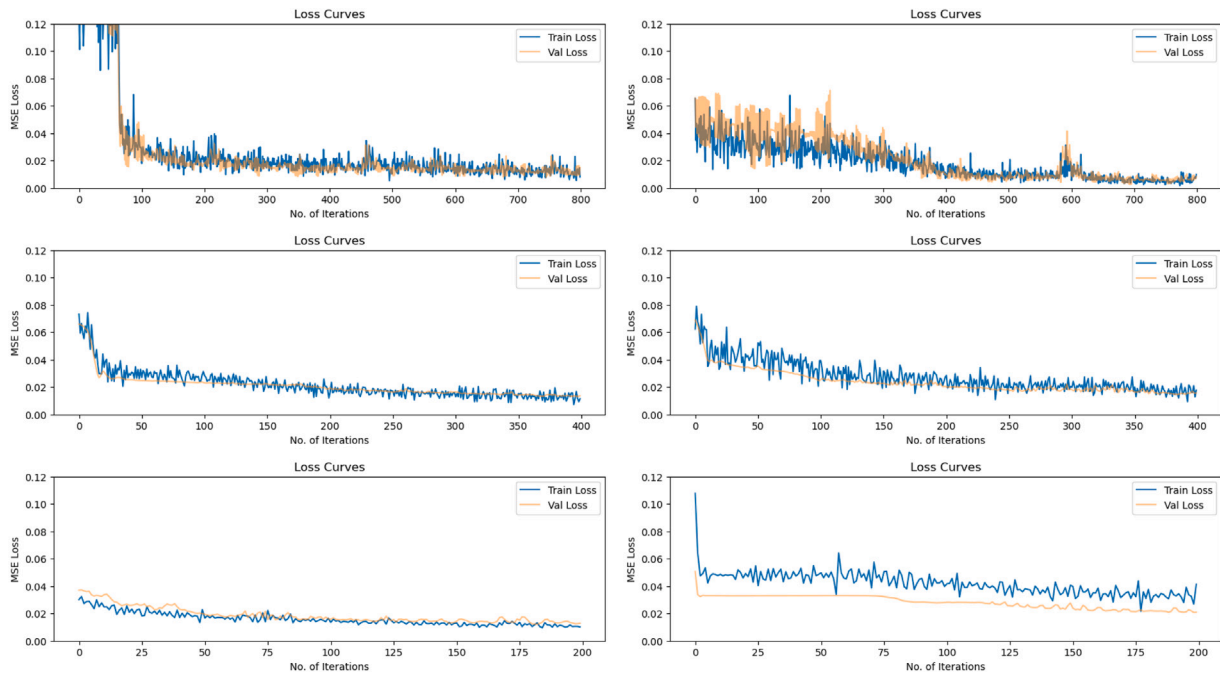 Loss Curves
MSE Loss
0.12
0.10
0.08
0.06
0.04
0.02
0.00
Train Loss
Val Loss
0 100 200 300 400 500 600 700 800
No. of Iterations
Loss Curves
MSE Loss
0.12
0.10
0.08
0.06
0.04
0.02
0.00
Train Loss
Val Loss
0 100 200 300 400 500 600 700 800
No. of Iterations
Loss Curves
MSE Loss
0.12
0.10
0.08
0.06
0.04
0.02
0.00
Train Loss
Val Loss
0 50 100 150 200 250 300 350 400
No. of Iterations
Loss Curves
MSE Loss
0.12
0.10
0.08
0.06
0.04
0.02
0.00
Train Loss
Val Loss
0 50 100 150 200 250 300 350 400
No. of Iterations
Loss Curves
MSE Loss
0.12
0.10
0.08
0.06
0.04
0.02
0.00
Train Loss
Val Loss
0 25 50 75 100 125 150 175 200
No. of Iterations
Loss Curves
MSE Loss
0.12
0.10
0.08
0.06
0.04
0.02
0.00
Train Loss
Val Loss
0 25 50 75 100 125 150 175 200
No. of Iterations